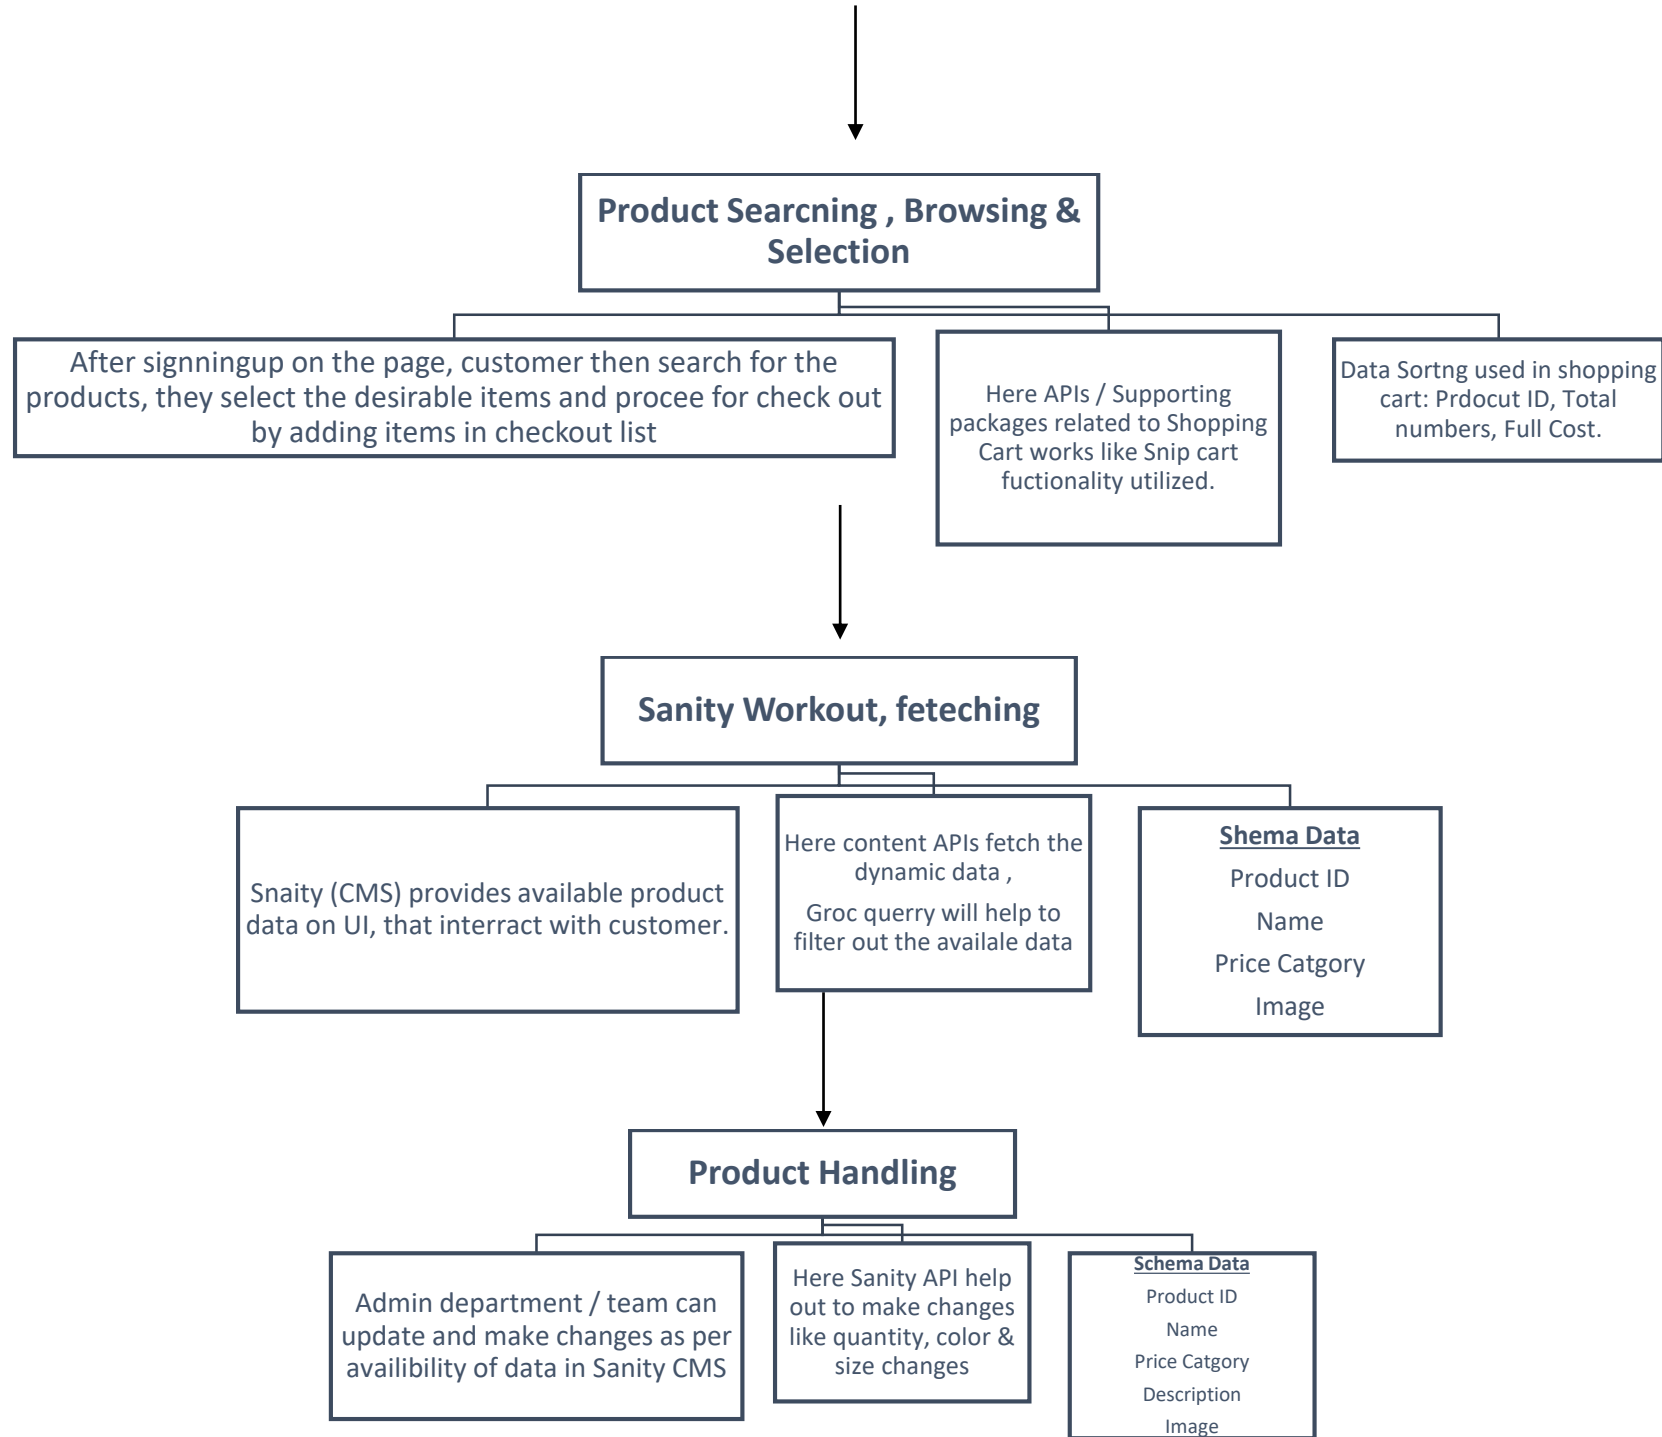 Product Searcning , Browsing &
Selection
After signningup on the page, customer then search for the
products, they select the desirable items and procee for check out
by adding items in checkout list
Here APIs / Supporting
packages related to Shopping
Cart works like Snip cart
fuctionality utilized.
Data Sortng used in shopping
cart: Prdocut ID, Total
numbers, Full Cost.
Sanity Workout, feteching
Snaity (CMS) provides available product
data on UI, that interract with customer.
Here content APIs fetch the
dynamic data ,
Groc querry will help to
filter out the availale data
Shema Data
Product ID
Name
Price Catgory
Image
Product Handling
Admin department / team can
update and make changes as per
availibility of data in Sanity CMS
Here Sanity API help
out to make changes
like quantity, color &
size changes
Schema Data
Product ID
Name
Price Catgory
Description
Image